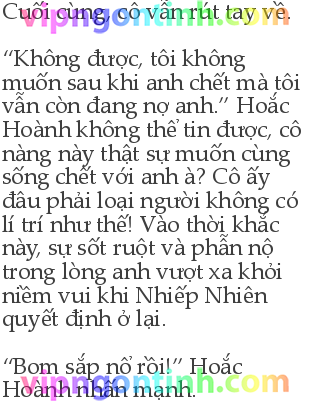 Cuối cùng, cô vẫn rút tay về.
vipngontinh.com
“Không được, tôi không
muốn sau khi anh chết mà tôi
vẫn còn đang nợ anh.” Hoắc
Hoành không thể tin được, cô
nàng này thật sự muốn cùng
sống chết với anh à? Cô ấy
đâu phải loại người không có
lí trí như thế! Vào thời khắc
này, sự sốt ruột và phẫn nộ
trong lòng anh vượt xa khỏi
niềm vui khi Nhiếp Nhiên
quyết định ở lại.
“Bom sắp nổ rồi!” Hoắc
Hoành nhấn mạnh.
vipngontinh.com